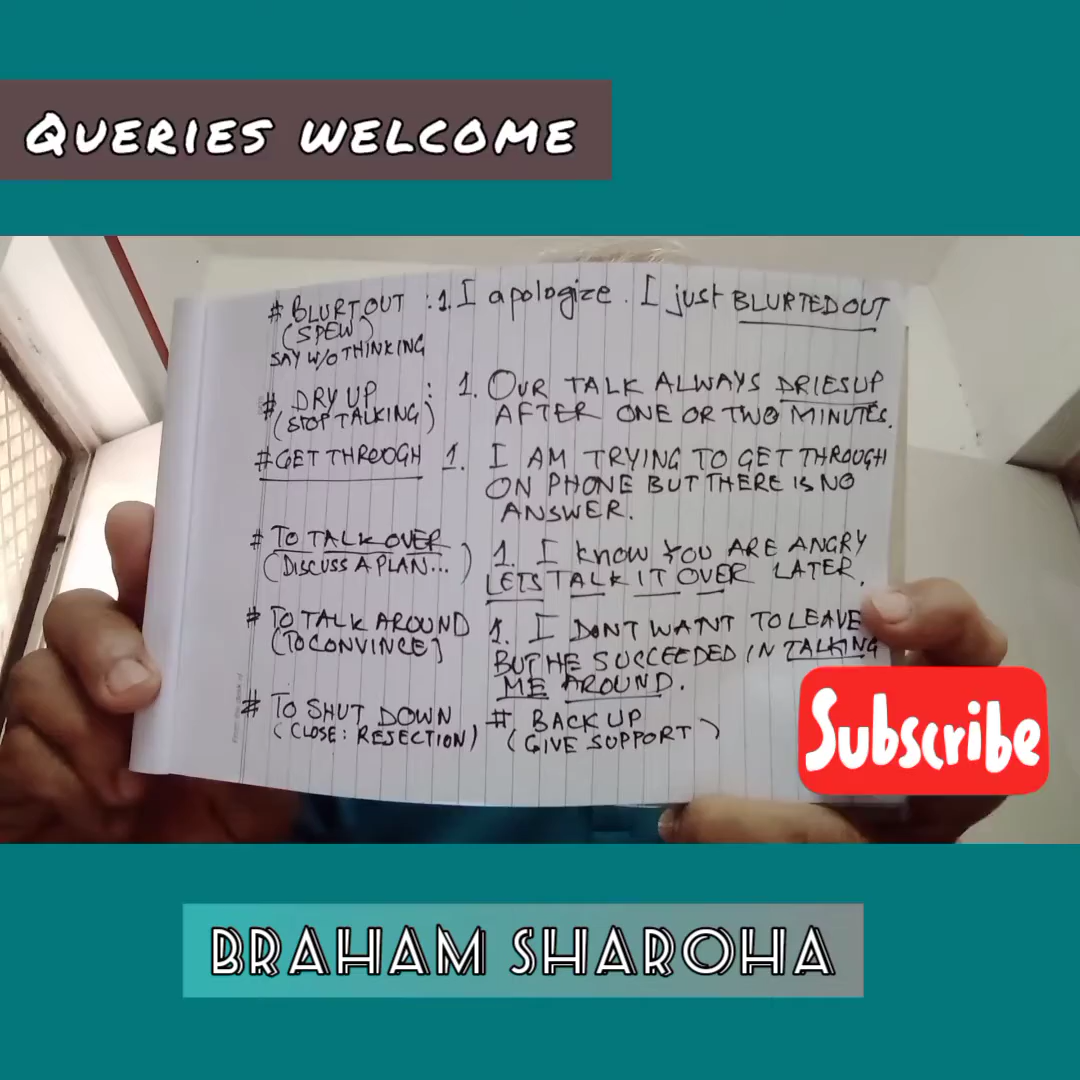 QUERIES WELCOME
# BLURT OUT : 1. I apologize. I just BLURTED OUT
(SPEW)
SAY W/O THINKING
# DRY UP : 1. OUR TALK ALWAYS DRIES UP
(STOP TALKING) AFTER ONE OR TWO MINUTES.
# GET THROUGH 1. I AM TRYING TO GET THROUGH
ON PHONE BUT THERE IS NO
ANSWER.
# TO TALK OVER 1. I KNOW YOU ARE ANGRY
(DISCUSS A PLAN...) LETS TALK IT OVER LATER.
# TO TALK AROUND 1. I DONT WANT TO LEAVE
(TO CONVINCE) BUT HE SUCCEEDED IN TALKING
ME AROUND.
# TO SHUT DOWN # BACK UP
(CLOSE : REJECTION) (GIVE SUPPORT)
Subscribe
BRAHAM SHAROHA